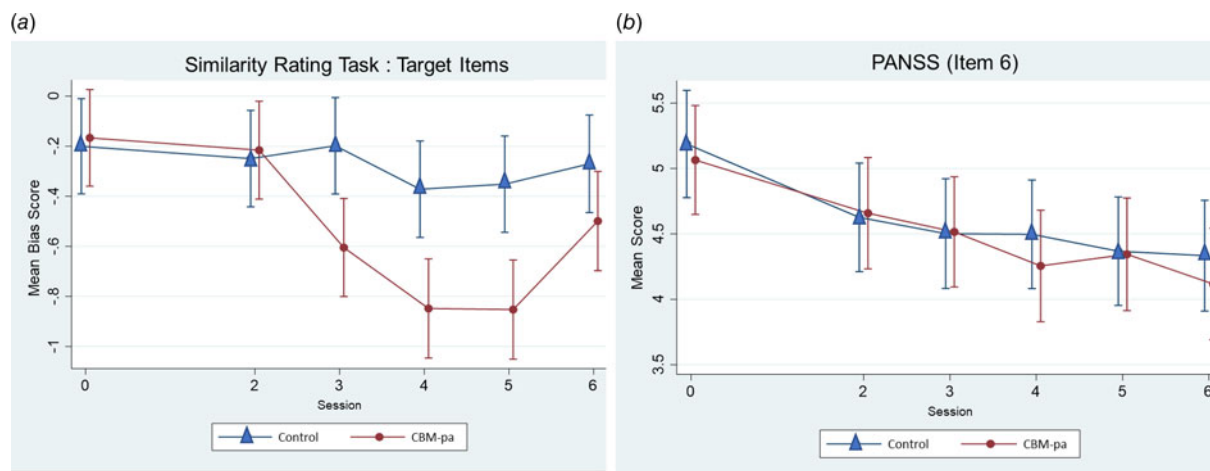 (a)
Similarity Rating Task : Target Items
Mean Bias Score
0
-.2
-.4
-.6
-.8
-1
0 2 3 4 5 6
Session
Control CBM-pa
(b)
PANSS (Item 6)
Mean Score
5.5
5
4.5
4
3.5
0 2 3 4 5 6
Session
Control CBM-pa